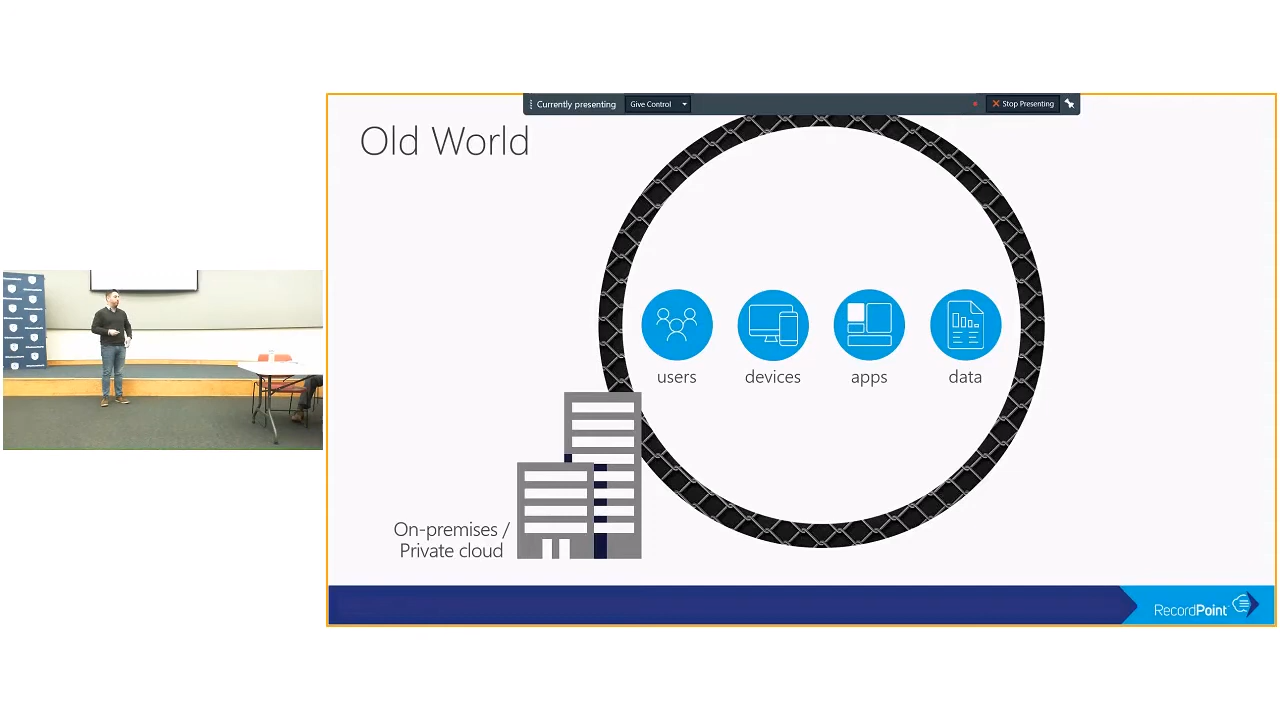 Currently presenting
Give Control
Stop Presenting
Old World
users
devices
apps
data
On-premises /
Private cloud
RecordPoint